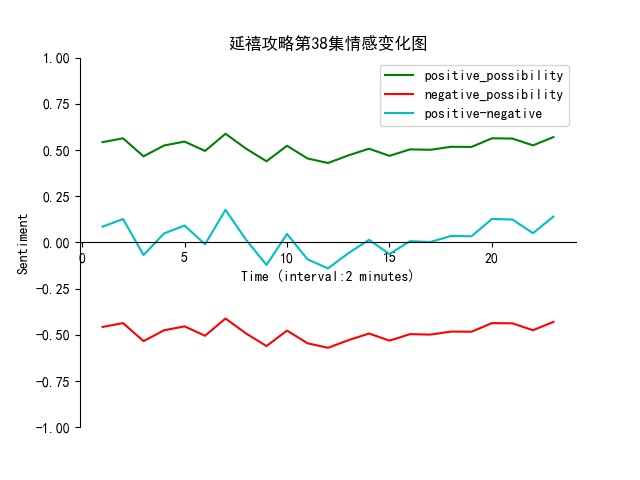 延禧攻略第38集情感变化图
positive_possibility
negative_possibility
positive-negative
Sentiment
1.00
0.75
0.50
0.25
0.00
-0.25
-0.50
-0.75
-1.00
0 5 10 15 20
Time (interval:2 minutes)